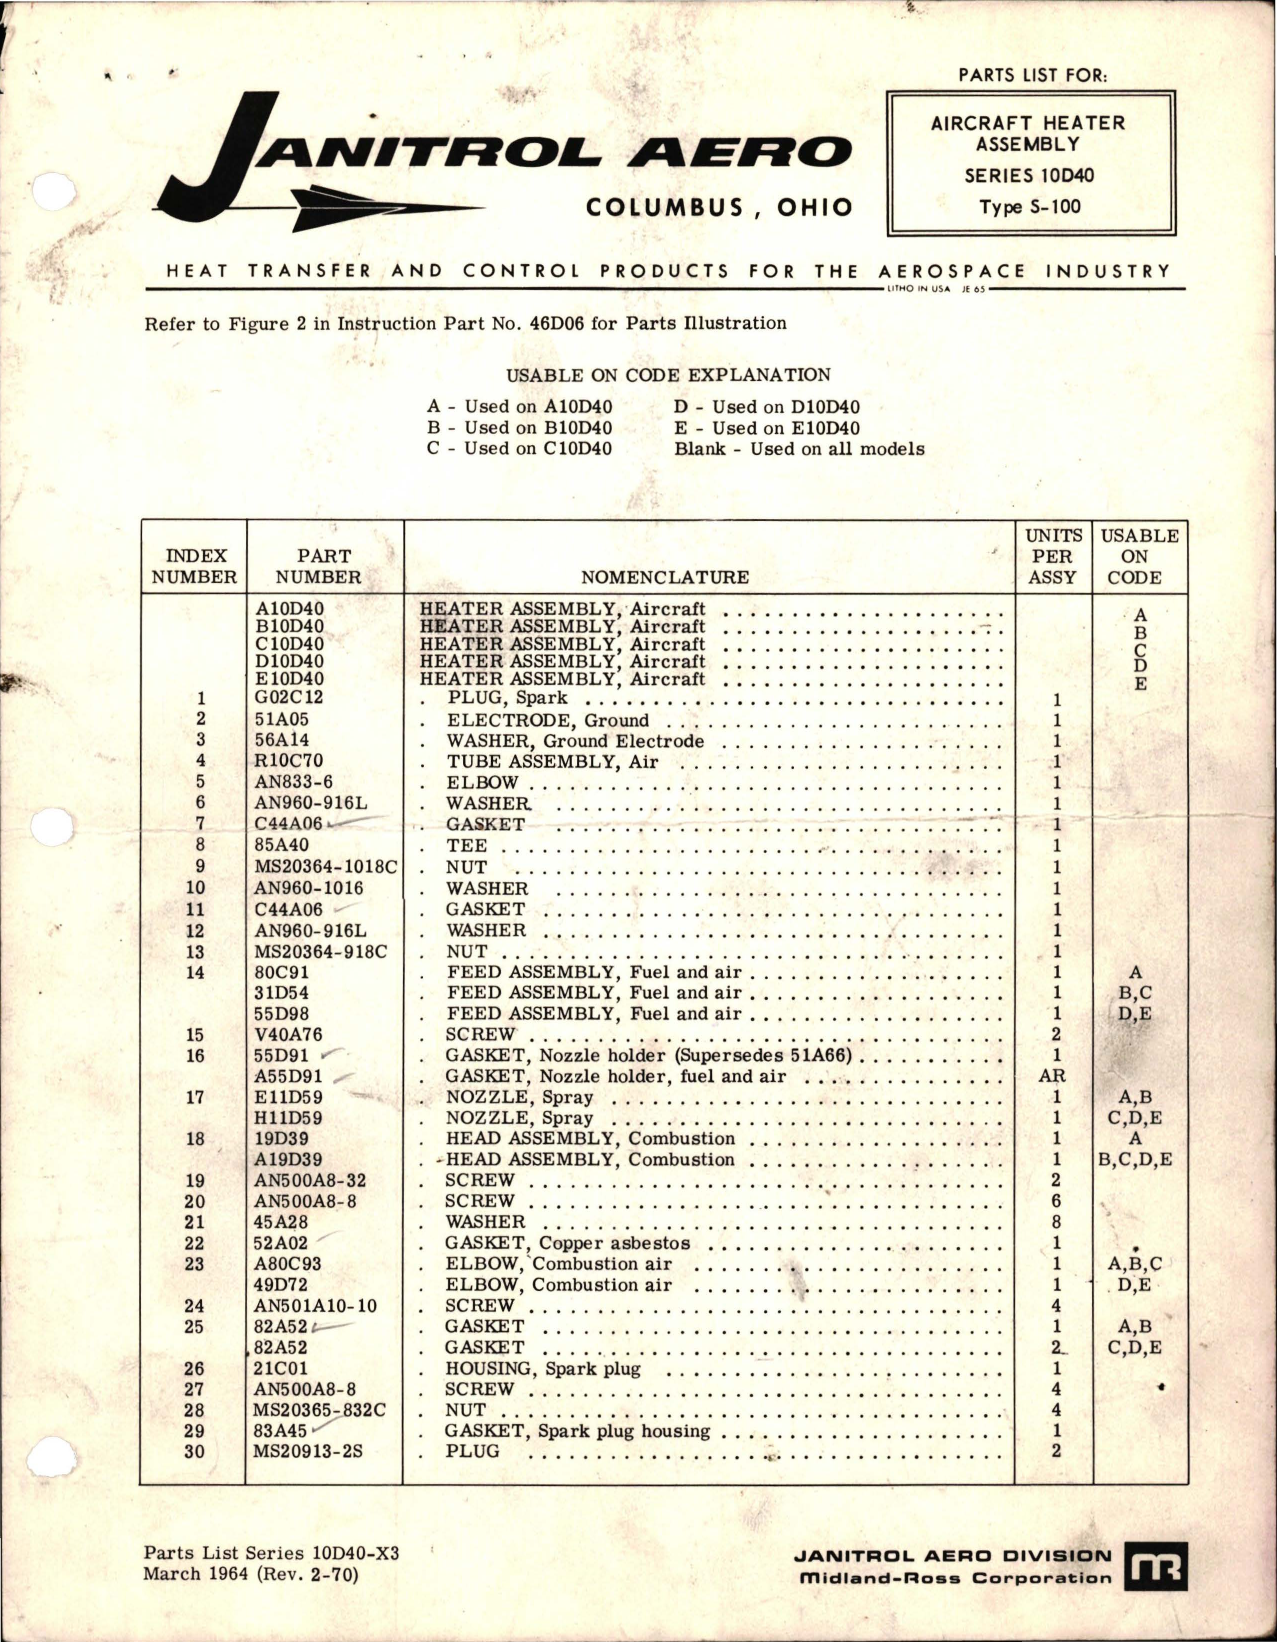 PARTS LIST FOR:
AIRCRAFT HEATER
ASSEMBLY
SERIES 10D40
Type S-100
JANITROL AERO
COLUMBUS, OHIO
HEAT TRANSFER AND CONTROL PRODUCTS FOR THE AEROSPACE INDUSTRY
LITHO IN USA JE 65
Refer to Figure 2 in Instruction Part No. 46D06 for Parts Illustration
USABLE ON CODE EXPLANATION
A - Used on A10D40 D - Used on D10D40
B - Used on B10D40 E - Used on E10D40
C - Used on C10D40 Blank - Used on all models
INDEX NUMBER PART NUMBER NOMENCLATURE UNITS PER ASSY USABLE ON CODE
A10D40 HEATER ASSEMBLY, Aircraft A
B10D40 HEATER ASSEMBLY, Aircraft B
C10D40 HEATER ASSEMBLY, Aircraft C
D10D40 HEATER ASSEMBLY, Aircraft D
E10D40 HEATER ASSEMBLY, Aircraft E
1 G02C12 . PLUG, Spark 1
2 51A05 . ELECTRODE, Ground 1
3 56A14 . WASHER, Ground Electrode 1
4 R10C70 . TUBE ASSEMBLY, Air 1
5 AN833-6 . ELBOW 1
6 AN960-916L . WASHER 1
7 C44A06 . GASKET 1
8 85A40 . TEE 1
9 MS20364-1018C . NUT 1
10 AN960-1016 . WASHER 1
11 C44A06 . GASKET 1
12 AN960-916L . WASHER 1
13 MS20364-918C . NUT 1
14 80C91 . FEED ASSEMBLY, Fuel and air 1 A
31D54 . FEED ASSEMBLY, Fuel and air 1 B,C
55D98 . FEED ASSEMBLY, Fuel and air 1 D,E
15 V40A76 . SCREW 2
16 55D91 . GASKET, Nozzle holder (Supersedes 51A66) 1
A55D91 . GASKET, Nozzle holder, fuel and air AR
17 E11D59 . NOZZLE, Spray 1 A,B
H11D59 . NOZZLE, Spray 1 C,D,E
18 19D39 . HEAD ASSEMBLY, Combustion 1 A
A19D39 . HEAD ASSEMBLY, Combustion 1 B,C,D,E
19 AN500A8-32 . SCREW 2
20 AN500A8-8 . SCREW 6
21 45A28 . WASHER 8
22 52A02 . GASKET, Copper asbestos 1
23 A80C93 . ELBOW, Combustion air 1 A,B,C
49D72 . ELBOW, Combustion air 1 D,E
24 AN501A10-10 . SCREW 4
25 82A52 . GASKET 1 A,B
82A52 . GASKET 2 C,D,E
26 21C01 . HOUSING, Spark plug 1
27 AN500A8-8 . SCREW 4
28 MS20365-832C . NUT 4
29 83A45 . GASKET, Spark plug housing 1
30 MS20913-2S . PLUG 2
Parts List Series 10D40-X3
March 1964 (Rev. 2-70)
JANITROL AERO DIVISION
Midland-Ross Corporation
MR